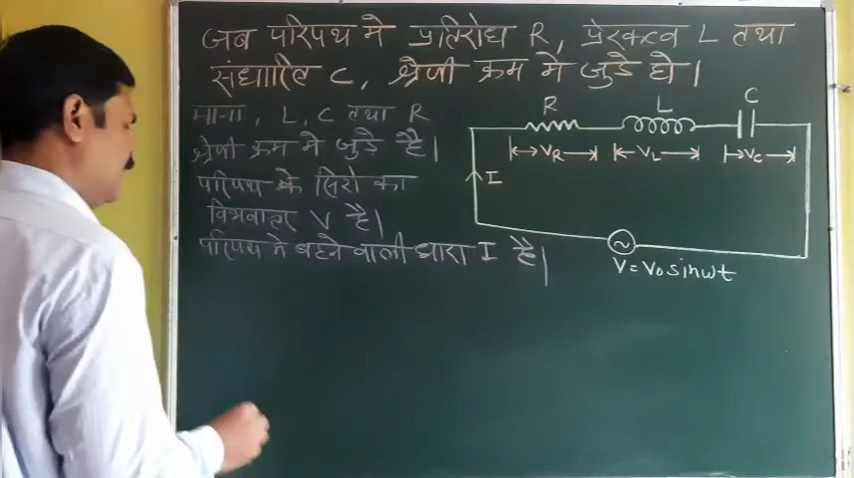 जब परिपथ मे प्रतिरोध R, प्रेरकत्व L तथा
संधारित्र C, श्रेणी क्रम मे जुडे हो।
माना, L, C तथा R
श्रेणी क्रम मे जुड़े है।
परिपथ के सिरो का
विभवान्तर V है।
परिपथ मे बहने वाली धारा I है।
R L C
VR VL VC
I
V = V₀ sinωt